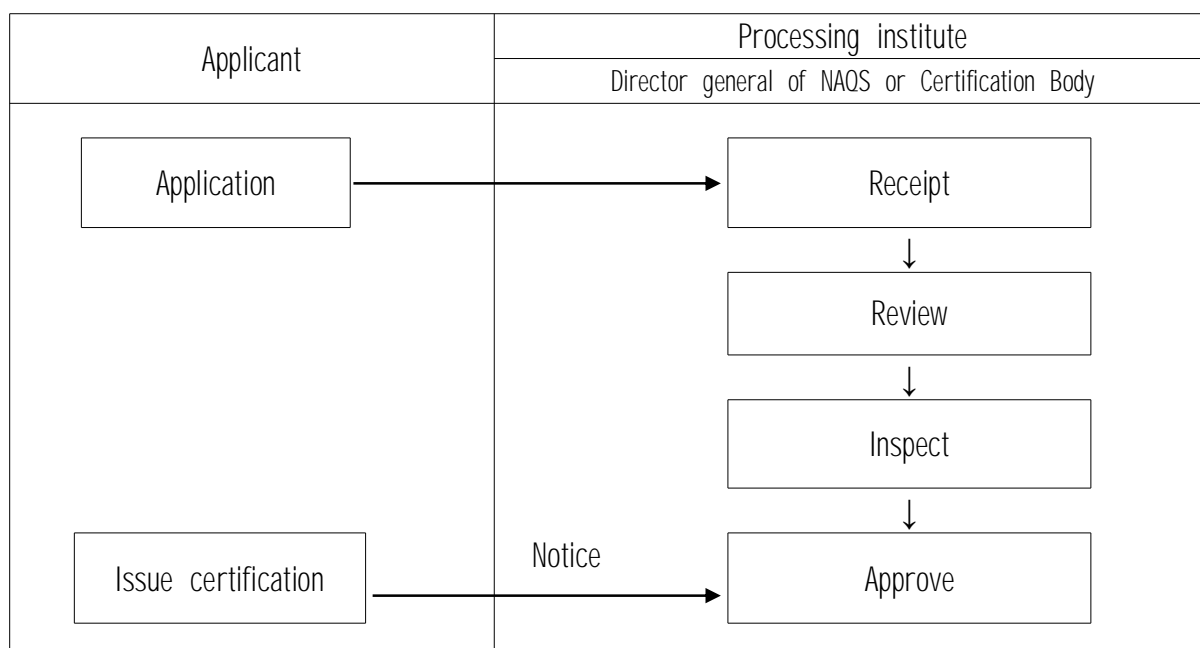 Applicant
Processing institute
Director general of NAQS or Certification Body
Application
Receipt
↓
Review
↓
Inspect
↓
Issue certification
Notice
Approve